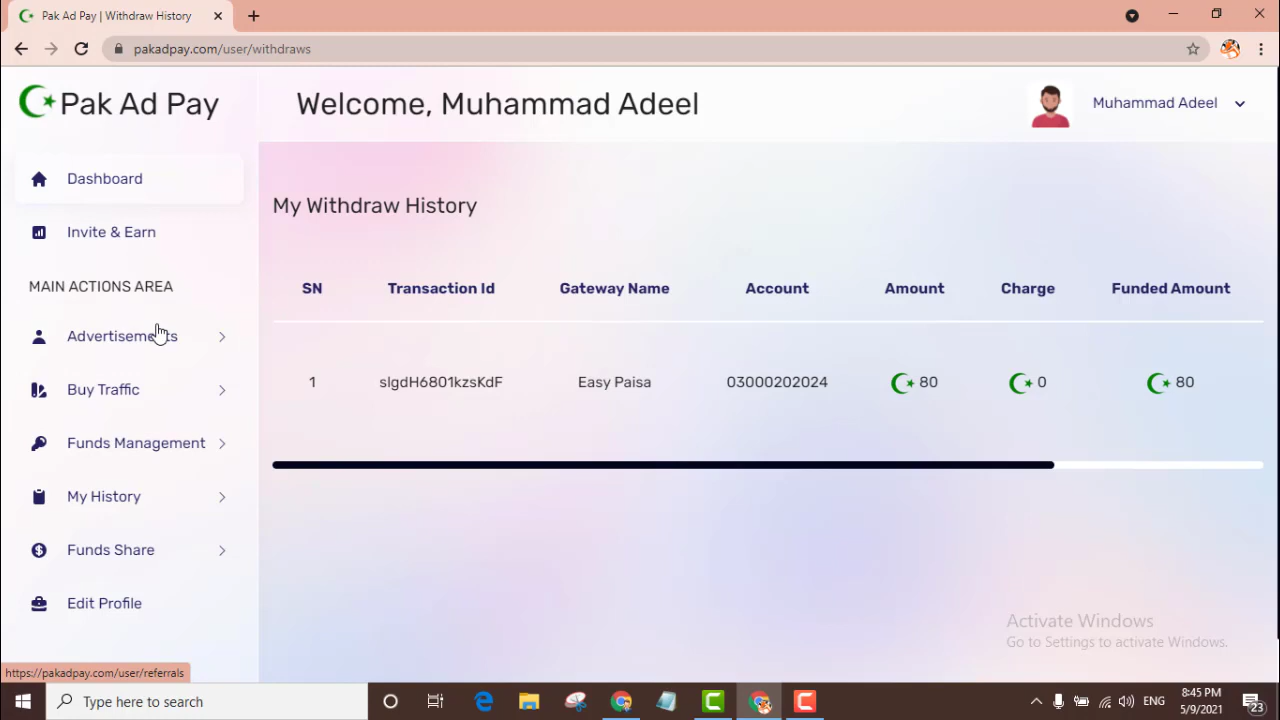 Pak Ad Pay | Withdraw History
pakadpay.com/user/withdraws
Pak Ad Pay
Welcome, Muhammad Adeel
Muhammad Adeel
Dashboard
Invite & Earn
MAIN ACTIONS AREA
Advertisements
Buy Traffic
Funds Management
My History
Funds Share
Edit Profile
My Withdraw History
SN Transaction Id Gateway Name Account Amount Charge Funded Amount
1 slgdH6801kzsKdF Easy Paisa 03000202024 80 0 80
Activate Windows
Go to Settings to activate Windows.
https://pakadpay.com/user/referrals
Type here to search
ENG
8:45 PM
5/9/2021
23